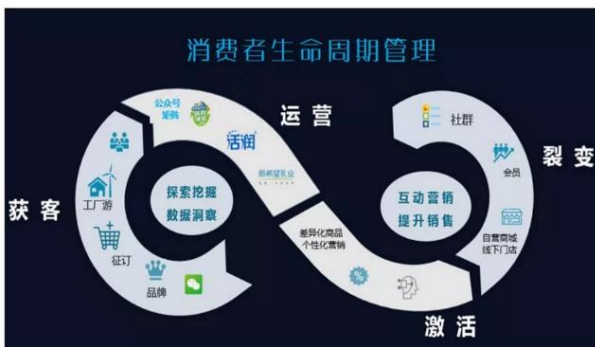 消费者生命周期管理
公众号
矩阵
活润
新希望乳业
运营
社群
会员
裂变
自营商城
线下门店
获客
工厂游
征订
品牌
探索挖掘
数据洞察
互动营销
提升销售
差异化商品
个性化营销
%
激活